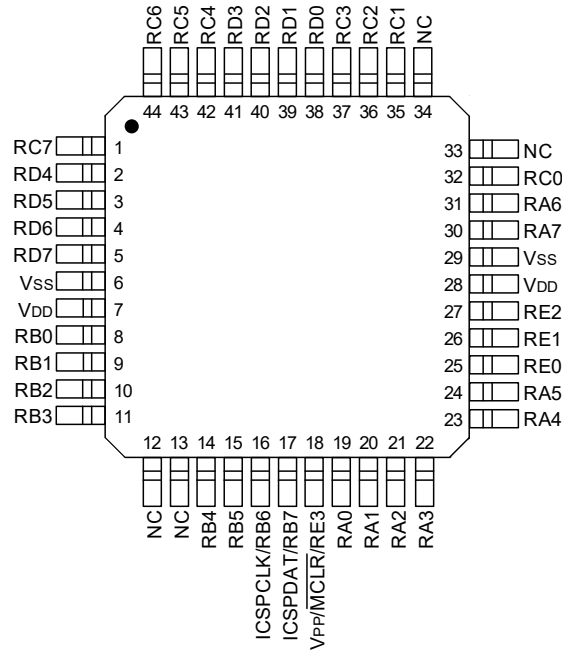 RC6 RC5 RC4 RD3 RD2 RD1 RD0 RC3 RC2 RC1 NC
44 43 42 41 40 39 38 37 36 35 34
RC7 1
RD4 2
RD5 3
RD6 4
RD7 5
VSS 6
VDD 7
RB0 8
RB1 9
RB2 10
RB3 11
33 NC
32 RC0
31 RA6
30 RA7
29 VSS
28 VDD
27 RE2
26 RE1
25 RE0
24 RA5
23 RA4
12 13 14 15 16 17 18 19 20 21 22
NC NC RB4 RB5 ICSPCLK/RB6 ICSPDAT/RB7 VPP/MCLR/RE3 RA0 RA1 RA2 RA3